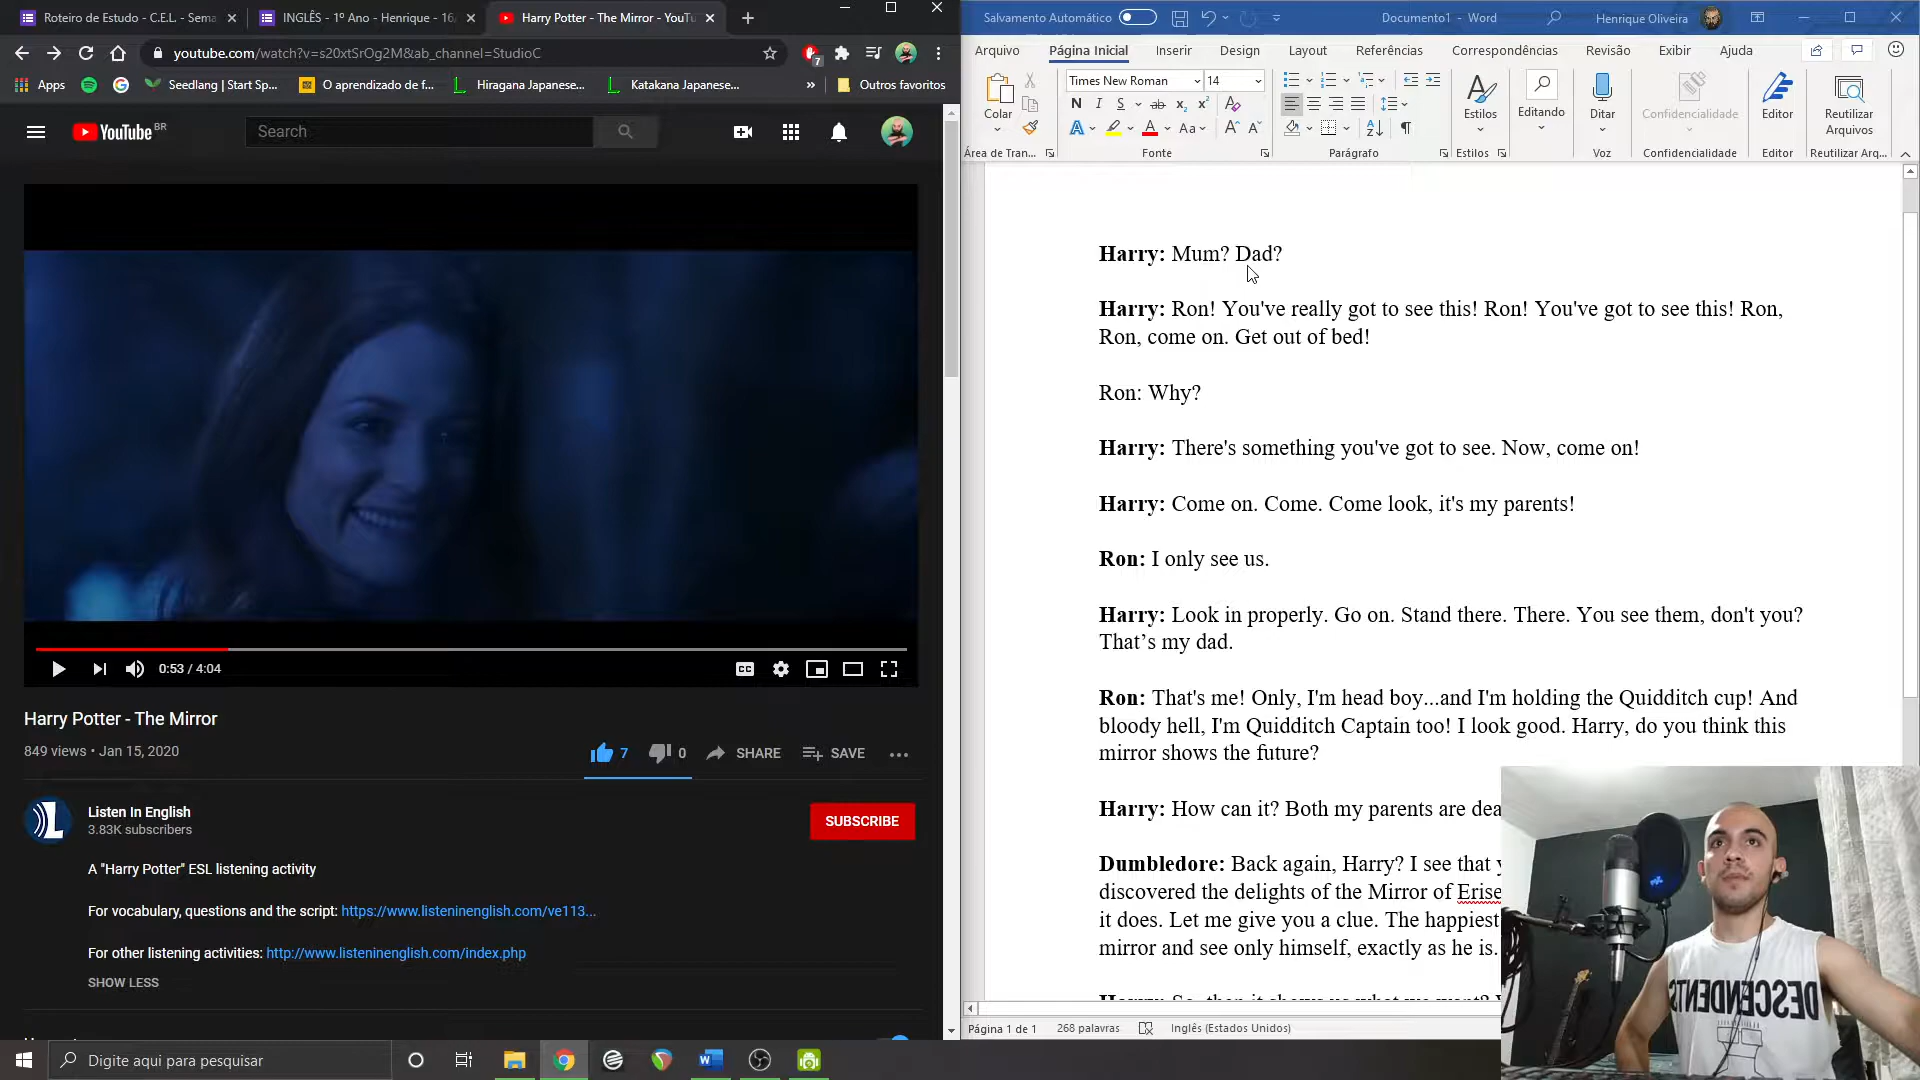 Roteiro de Estudo - C.E.L. - Sema
INGLÊS - 1º Ano - Henrique - 16
Harry Potter - The Mirror - YouTu
youtube.com/watch?v=s20xtSrOg2M&ab_channel=StudioC
7
Apps
Seedlang | Start Sp...
O aprendizado de f...
Hiragana Japanese...
Katakana Japanese...
»
Outros favoritos
YouTube BR
Search
0:53 / 4:04
CC
Harry Potter - The Mirror
849 views • Jan 15, 2020
7
0
SHARE
SAVE
Listen In English
3.83K subscribers
SUBSCRIBE
A "Harry Potter" ESL listening activity
For vocabulary, questions and the script: https://www.listeninenglish.com/ve113...
For other listening activities: http://www.listeninenglish.com/index.php
SHOW LESS
Salvamento Automático
Documento1 - Word
Henrique Oliveira
Arquivo
Página Inicial
Inserir
Design
Layout
Referências
Correspondências
Revisão
Exibir
Ajuda
Colar
Times New Roman
14
N I S ab x₂ x²
A A Aa A A
Estilos
Editando
Ditar
Confidencialidade
Editor
Reutilizar
Arquivos
Área de Tran...
Fonte
Parágrafo
Estilos
Voz
Confidencialidade
Editor
Reutilizar Arq...
Harry: Mum? Dad?
Harry: Ron! You've really got to see this! Ron! You've got to see this! Ron,
Ron, come on. Get out of bed!
Ron: Why?
Harry: There's something you've got to see. Now, come on!
Harry: Come on. Come. Come look, it's my parents!
Ron: I only see us.
Harry: Look in properly. Go on. Stand there. There. You see them, don't you?
That’s my dad.
Ron: That's me! Only, I'm head boy...and I'm holding the Quidditch cup! And
bloody hell, I'm Quidditch Captain too! I look good. Harry, do you think this
mirror shows the future?
Harry: How can it? Both my parents are dea
Dumbledore: Back again, Harry? I see that y
discovered the delights of the Mirror of Erise
it does. Let me give you a clue. The happiest
mirror and see only himself, exactly as he is.
DESCENDENTS
Página 1 de 1
268 palavras
Inglês (Estados Unidos)
Digite aqui para pesquisar